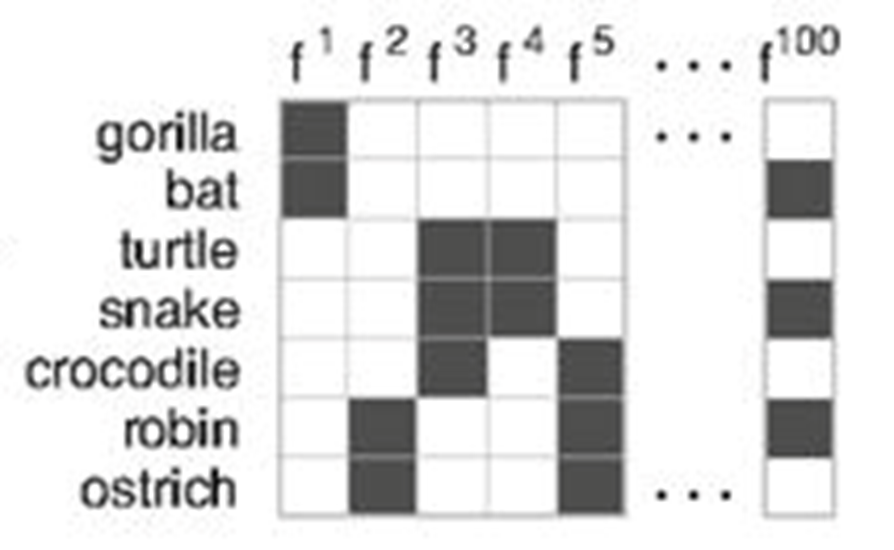 f¹ f² f³ f⁴ f⁵ ... f¹⁰⁰
gorilla ...
bat
turtle
snake
crocodile
robin
ostrich ...